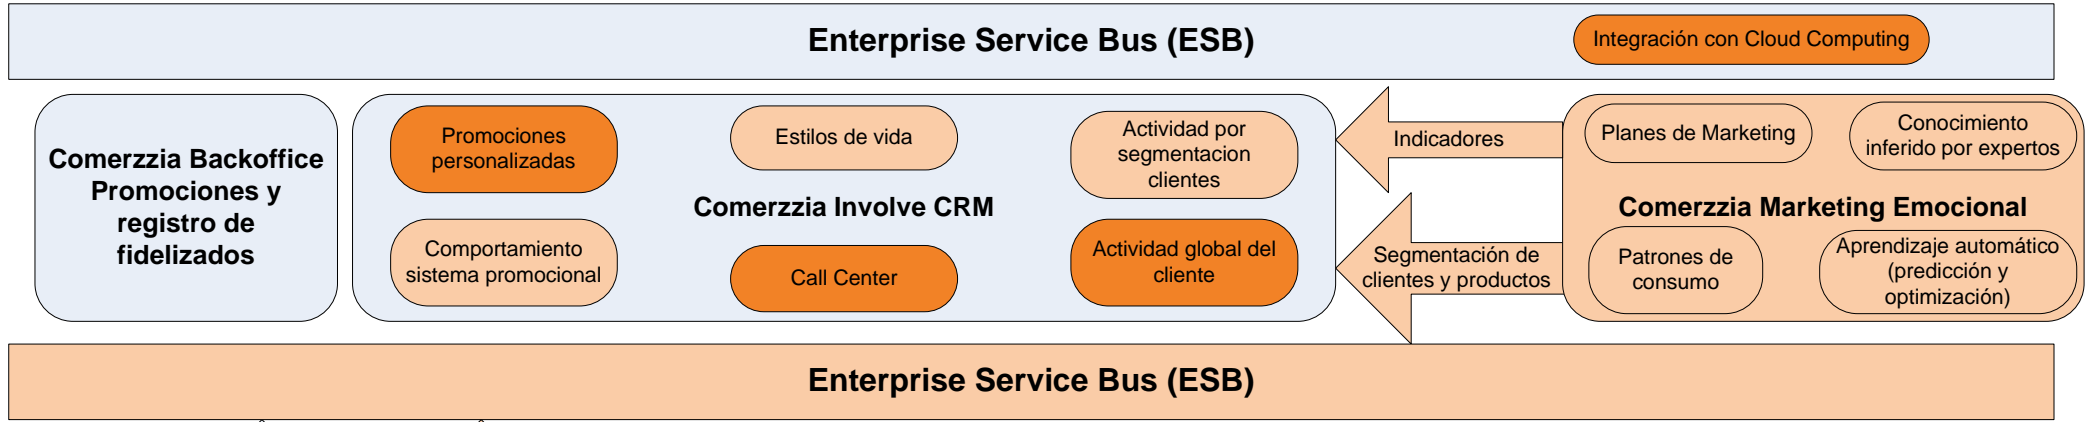 Enterprise Service Bus (ESB)
Integración con Cloud Computing
Comerzzia Backoffice
Promociones y
registro de
fidelizados
Promociones
personalizadas
Estilos de vida
Actividad por
segmentacion
clientes
Comerzzia Involve CRM
Comportamiento
sistema promocional
Call Center
Actividad global del
cliente
Indicadores
Segmentación de
clientes y productos
Planes de Marketing
Conocimiento
inferido por expertos
Comerzzia Marketing Emocional
Patrones de
consumo
Aprendizaje automático
(predicción y
optimización)
Enterprise Service Bus (ESB)